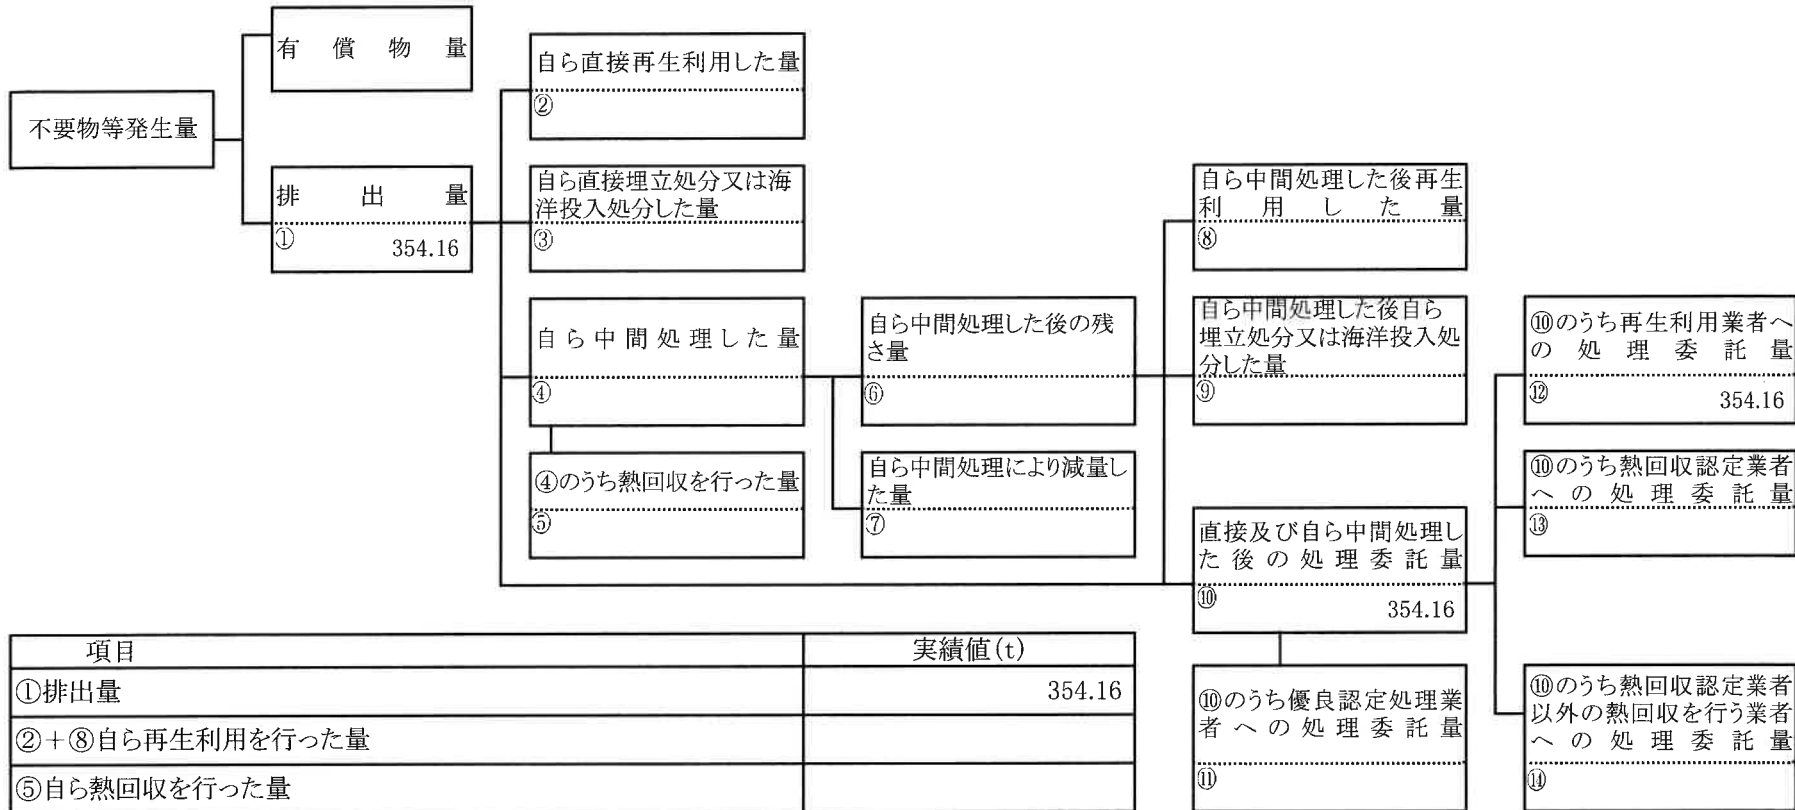 有償物量
不要物等発生量
排出量
①
354.16
自ら直接再生利用した量
②
自ら直接埋立処分又は海
洋投入処分した量
③
自ら中間処理した量
④
④のうち熱回収を行った量
⑤
自ら中間処理した後の残
さ量
⑥
自ら中間処理により減量し
た量
⑦
自ら中間処理した後再生
利用した量
⑧
自ら中間処理した後自ら
埋立処分又は海洋投入処
分した量
⑨
直接及び自ら中間処理し
た後の処理委託量
⑩
354.16
⑩のうち優良認定処理業
者への処理委託量
⑪
⑩のうち再生利用業者へ
の処理委託量
⑫
354.16
⑩のうち熱回収認定業者
への処理委託量
⑬
⑩のうち熱回収認定業者
以外の熱回収を行う業者
への処理委託量
⑭
項目 実績値(t)
①排出量 354.16
②+⑧自ら再生利用を行った量
⑤自ら熱回収を行った量